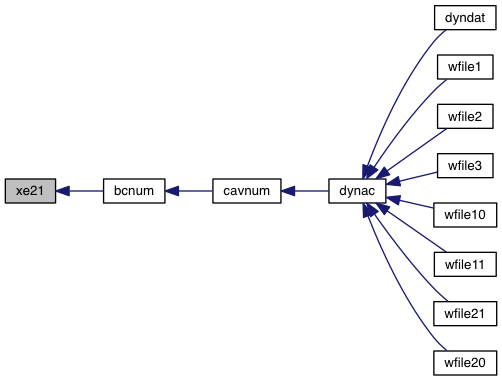 dyndat
wfile1
wfile2
wfile3
xe21
bcnum
cavnum
dynac
wfile10
wfile11
wfile21
wfile20